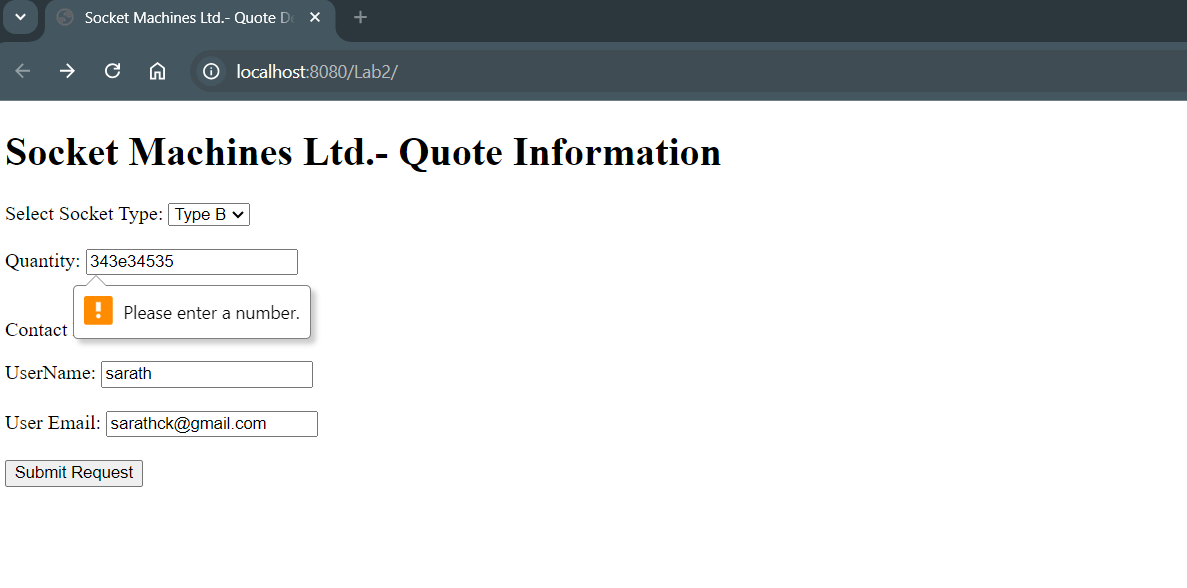 Socket Machines Ltd.- Quote D
localhost:8080/Lab2/
Socket Machines Ltd.- Quote Information
Select Socket Type: Type B
Quantity: 343e34535
! Please enter a number.
Contact
UserName: sarath
User Email: sarathck@gmail.com
Submit Request